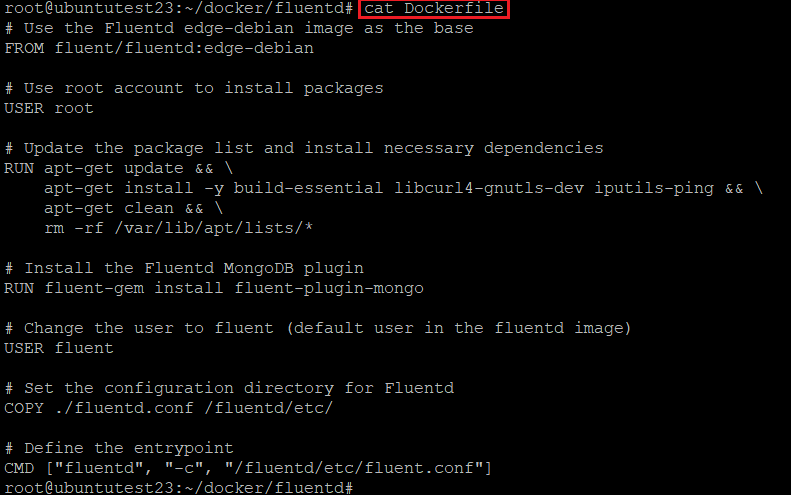 root@ubuntutest23:~/docker/fluentd# cat Dockerfile
# Use the Fluentd edge-debian image as the base
FROM fluent/fluentd:edge-debian

# Use root account to install packages
USER root

# Update the package list and install necessary dependencies
RUN apt-get update && \
    apt-get install -y build-essential libcurl4-gnutls-dev iputils-ping && \
    apt-get clean && \
    rm -rf /var/lib/apt/lists/*

# Install the Fluentd MongoDB plugin
RUN fluent-gem install fluent-plugin-mongo

# Change the user to fluent (default user in the fluentd image)
USER fluent

# Set the configuration directory for Fluentd
COPY ./fluentd.conf /fluentd/etc/

# Define the entrypoint
CMD ["fluentd", "-c", "/fluentd/etc/fluent.conf"]
root@ubuntutest23:~/docker/fluentd#